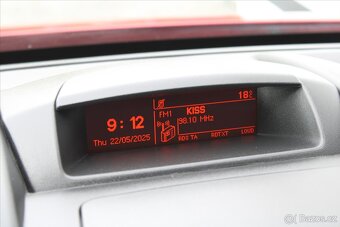 9:12
Thu 22/05/2025
18°C
FM1 KISS
98.10 MHz
RDS TA RDTXT LOUD
Bazos.cz